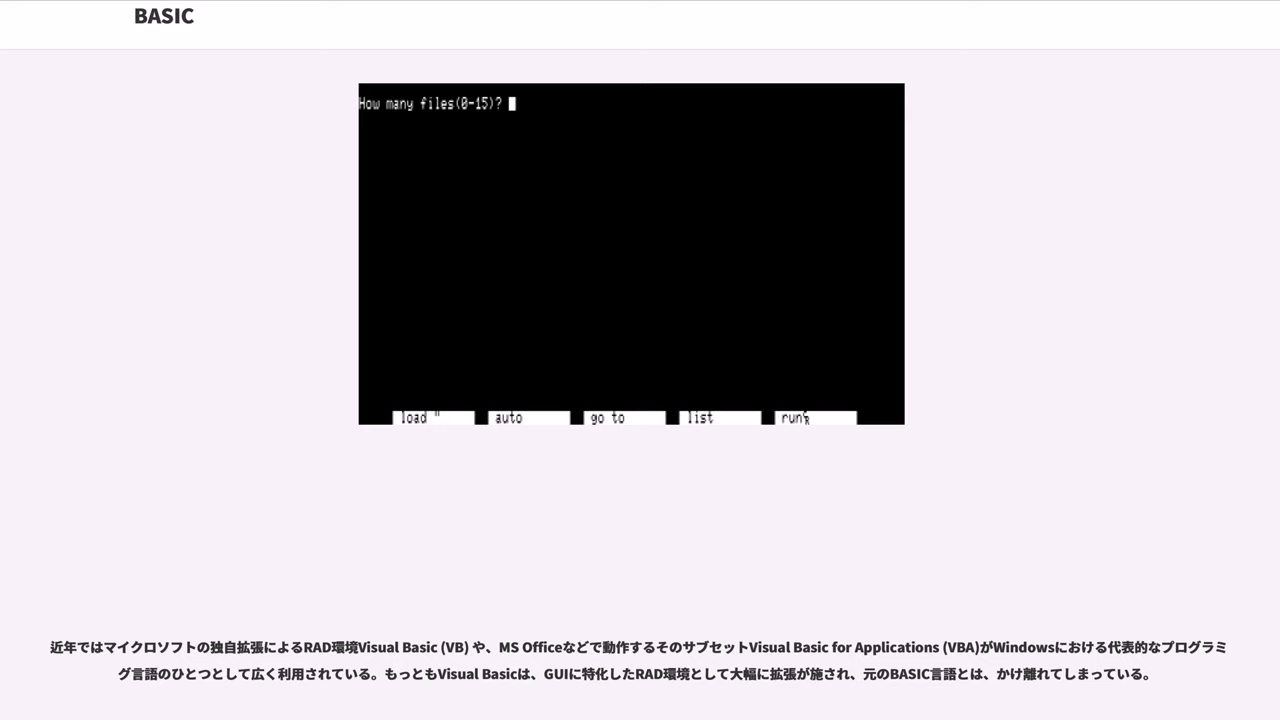 BASIC
How many files(0-15)?
load " auto go to list run
近年ではマイクロソフトの独自拡張によるRAD環境Visual Basic (VB) や、MS Officeなどで動作するそのサブセットVisual Basic for Applications (VBA)がWindowsにおける代表的なプログラミ
グ言語のひとつとして広く利用されている。もっともVisual Basicは、GUIに特化したRAD環境として大幅に拡張が施され、元のBASIC言語とは、かけ離れてしまっている。